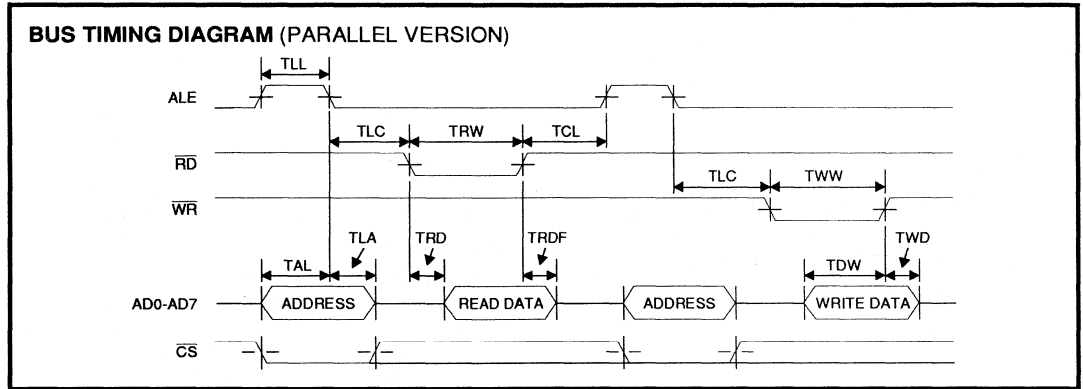 BUS TIMING DIAGRAM (PARALLEL VERSION)
TLL
ALE
TLC TRW TCL
RD
TLC TWW
WR
TLA TRD TRDF TWD
TAL TDW
AD0-AD7 ADDRESS READ DATA ADDRESS WRITE DATA
CS